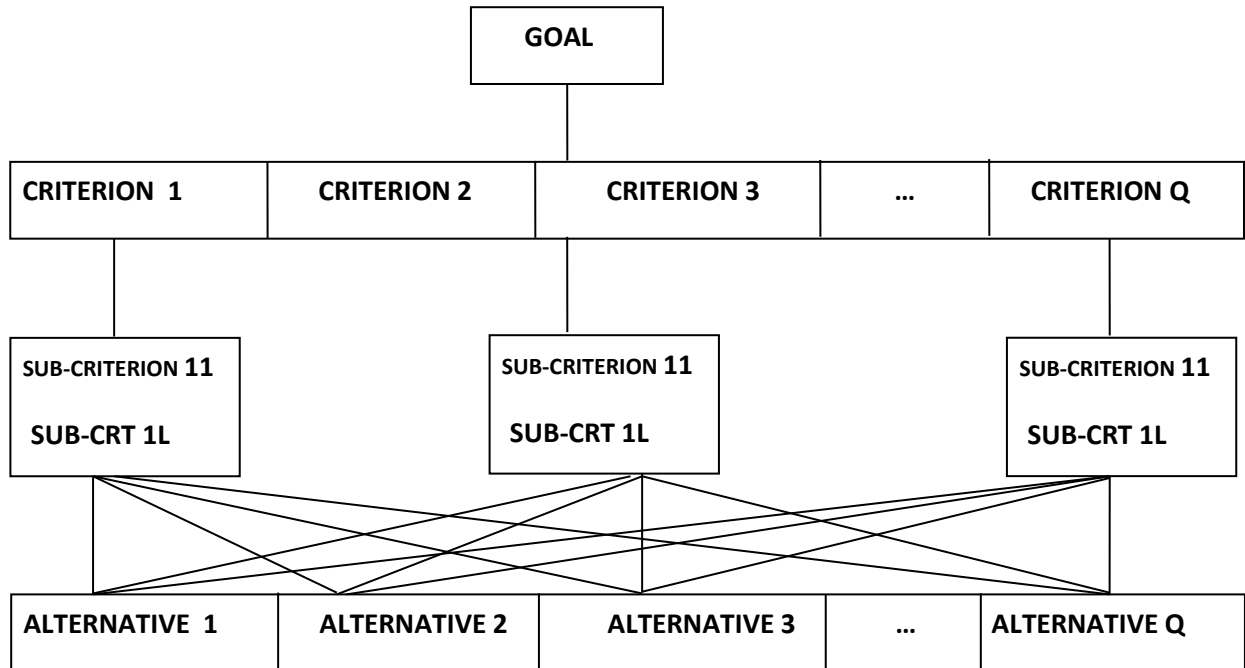 GOAL
CRITERION 1 CRITERION 2 CRITERION 3 ... CRITERION Q
SUB-CRITERION 11
SUB-CRT 1L
SUB-CRITERION 11
SUB-CRT 1L
SUB-CRITERION 11
SUB-CRT 1L
ALTERNATIVE 1 ALTERNATIVE 2 ALTERNATIVE 3 ... ALTERNATIVE Q